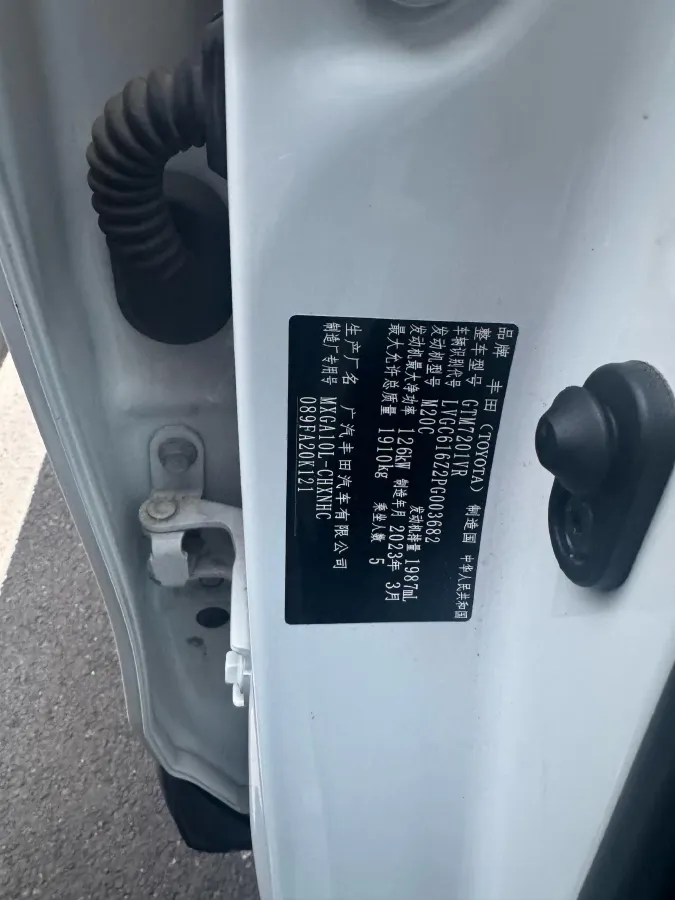 品牌 丰田(TOYOTA) 制造国 中华人民共和国
整车型号 GTM7201VR
车辆识别代号 LVGC616Z2PG003682
发动机型号 M20C 发动机排量 1987mL
发动机最大净功率 126kW 制造年月 2023年 3月
最大允许总质量 1910kg 乘坐人数 5
生产厂名 广汽丰田汽车有限公司
制造厂专用号 MXGA10L-CHXNHC
089FA20K121